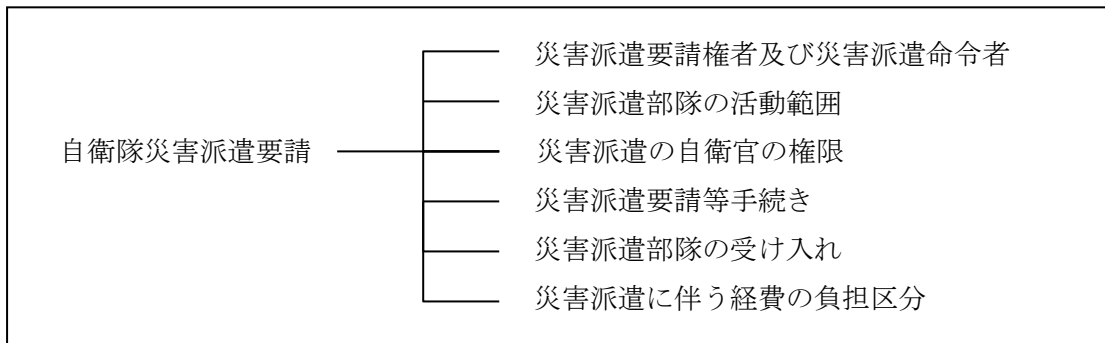 災害派遣要請権者及び災害派遣命令者
災害派遣部隊の活動範囲
自衛隊災害派遣要請
災害派遣の自衛官の権限
災害派遣要請等手続き
災害派遣部隊の受け入れ
災害派遣に伴う経費の負担区分